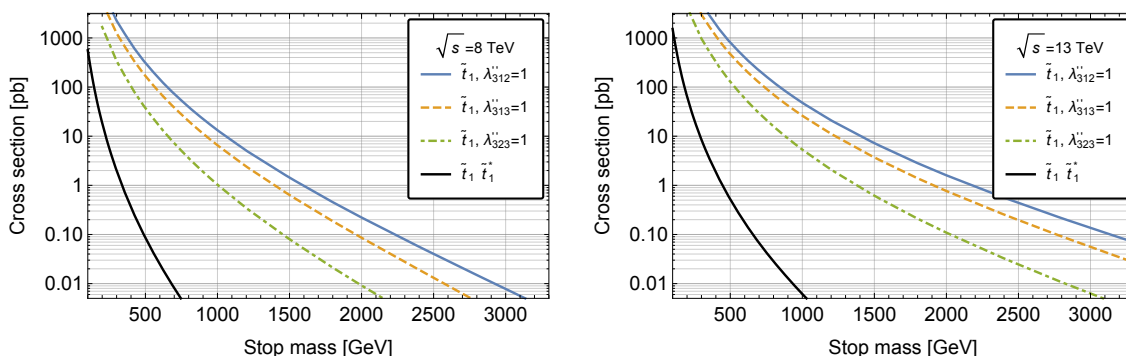 Cross section [pb]
1000
100
10
1
0.10
0.01
√s =8 TeV
t̃₁, λ''₃₁₂=1
t̃₁, λ''₃₁₃=1
t̃₁, λ''₃₂₃=1
t̃₁ t̃₁*
500 1000 1500 2000 2500 3000
Stop mass [GeV]
Cross section [pb]
1000
100
10
1
0.10
0.01
√s =13 TeV
t̃₁, λ''₃₁₂=1
t̃₁, λ''₃₁₃=1
t̃₁, λ''₃₂₃=1
t̃₁ t̃₁*
500 1000 1500 2000 2500 3000
Stop mass [GeV]